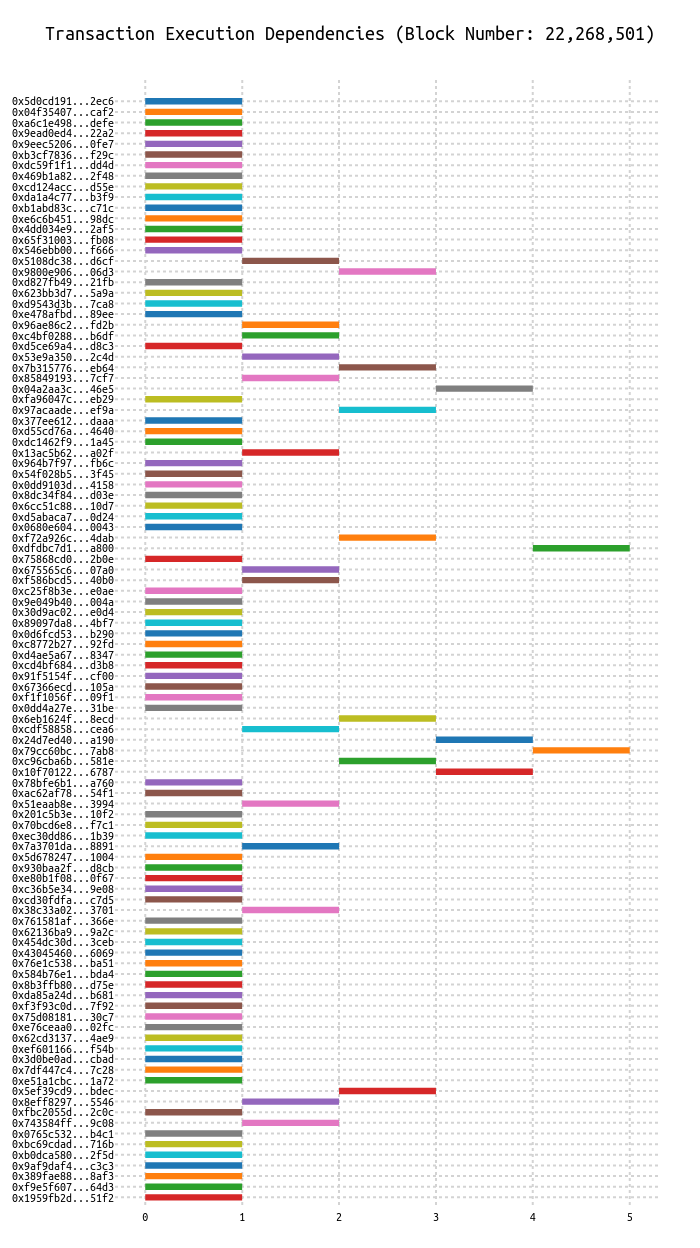 Transaction Execution Dependencies (Block Number: 22,268,501)
0x5d0cd191...2ec6
0x04f35407...caf2
0xa6c1e498...defe
0x9ead0ed4...22a2
0x9eec5206...0fe7
0xb3cf7836...f29c
0xdc59f1f1...dd4d
0x469b1a82...2f48
0xcd124acc...d55e
0xda1a4c77...b3f9
0xb1abd83c...c71c
0xe6c6b451...98dc
0x4dd034e9...2af5
0x65f31003...fb08
0x546ebb00...f666
0x5108dc38...d6cf
0x9800e906...06d3
0xd827fb49...21fb
0x623bb3d7...5a9a
0xd9543d3b...7ca8
0xe478afbd...89ee
0x96ae86c2...fd2b
0xc4bf0288...b6df
0xd5ce69a4...d8c3
0x53e9a350...2c4d
0x7b315776...eb64
0x85849193...7cf7
0x04a2aa3c...46e5
0xfa96047c...eb29
0x97acaade...ef9a
0x377ee612...daaa
0xd55cd76a...4640
0xdc1462f9...1a45
0x13ac5b62...a02f
0x964b7f97...fb6c
0x54f028b5...3f45
0x0dd9103d...4158
0x8dc34f84...d03e
0x6cc51c88...10d7
0xd5abaca7...0d24
0x0680e604...0043
0xf72a926c...4dab
0xdfdbc7d1...a800
0x75868cd0...2b0e
0x675565c6...07a0
0xf586bcd5...40b0
0xc25f8b3e...e0ae
0x9e049b40...004a
0x30d9ac02...e0d4
0x89097da8...4bf7
0x0d6fcd53...b290
0xc8772b27...92fd
0xd4ae5a67...8347
0xcd4bf684...d3b8
0x91f5154f...cf00
0x67366ecd...105a
0xf1f1056f...09f1
0x0dd4a27e...31be
0x6eb1624f...8ecd
0xcdf58858...cea6
0x24d7ed40...a190
0x79cc60bc...7ab8
0xc96cba6b...581e
0x10f70122...6787
0x78bfe6b1...a760
0xac62af78...54f1
0x51eaab8e...3994
0x201c5b3e...10f2
0x70bcd6e8...f7c1
0xec30dd86...1b39
0x7a3701da...8891
0x5d678247...1004
0x930baa2f...d8cb
0xe80b1f08...0f67
0xc36b5e34...9e08
0xcd30fdfa...c7d5
0x38c33a02...3701
0x761581af...366e
0x62136ba9...9a2c
0x454dc30d...3ceb
0x43045460...6069
0x76e1c538...ba51
0x584b76e1...bda4
0x8b3ffb80...d75e
0xda85a24d...b681
0xf3f93c0d...7f92
0x75d08181...30c7
0xe76ceaa0...02fc
0x62cd3137...4ae9
0xef601166...f54b
0x3d0be0ad...cbad
0x7df447c4...7c28
0xe51a1cbc...1a72
0x5ef39cd9...bdec
0x8eff8297...5546
0xfbc2055d...2c0c
0x743584ff...9c08
0x0765c532...b4c1
0xbc69cdad...716b
0xb0dca580...2f5d
0x9af9daf4...c3c3
0x389fae88...8af3
0xf9e5f607...64d3
0x1959fb2d...51f2
0 1 2 3 4 5